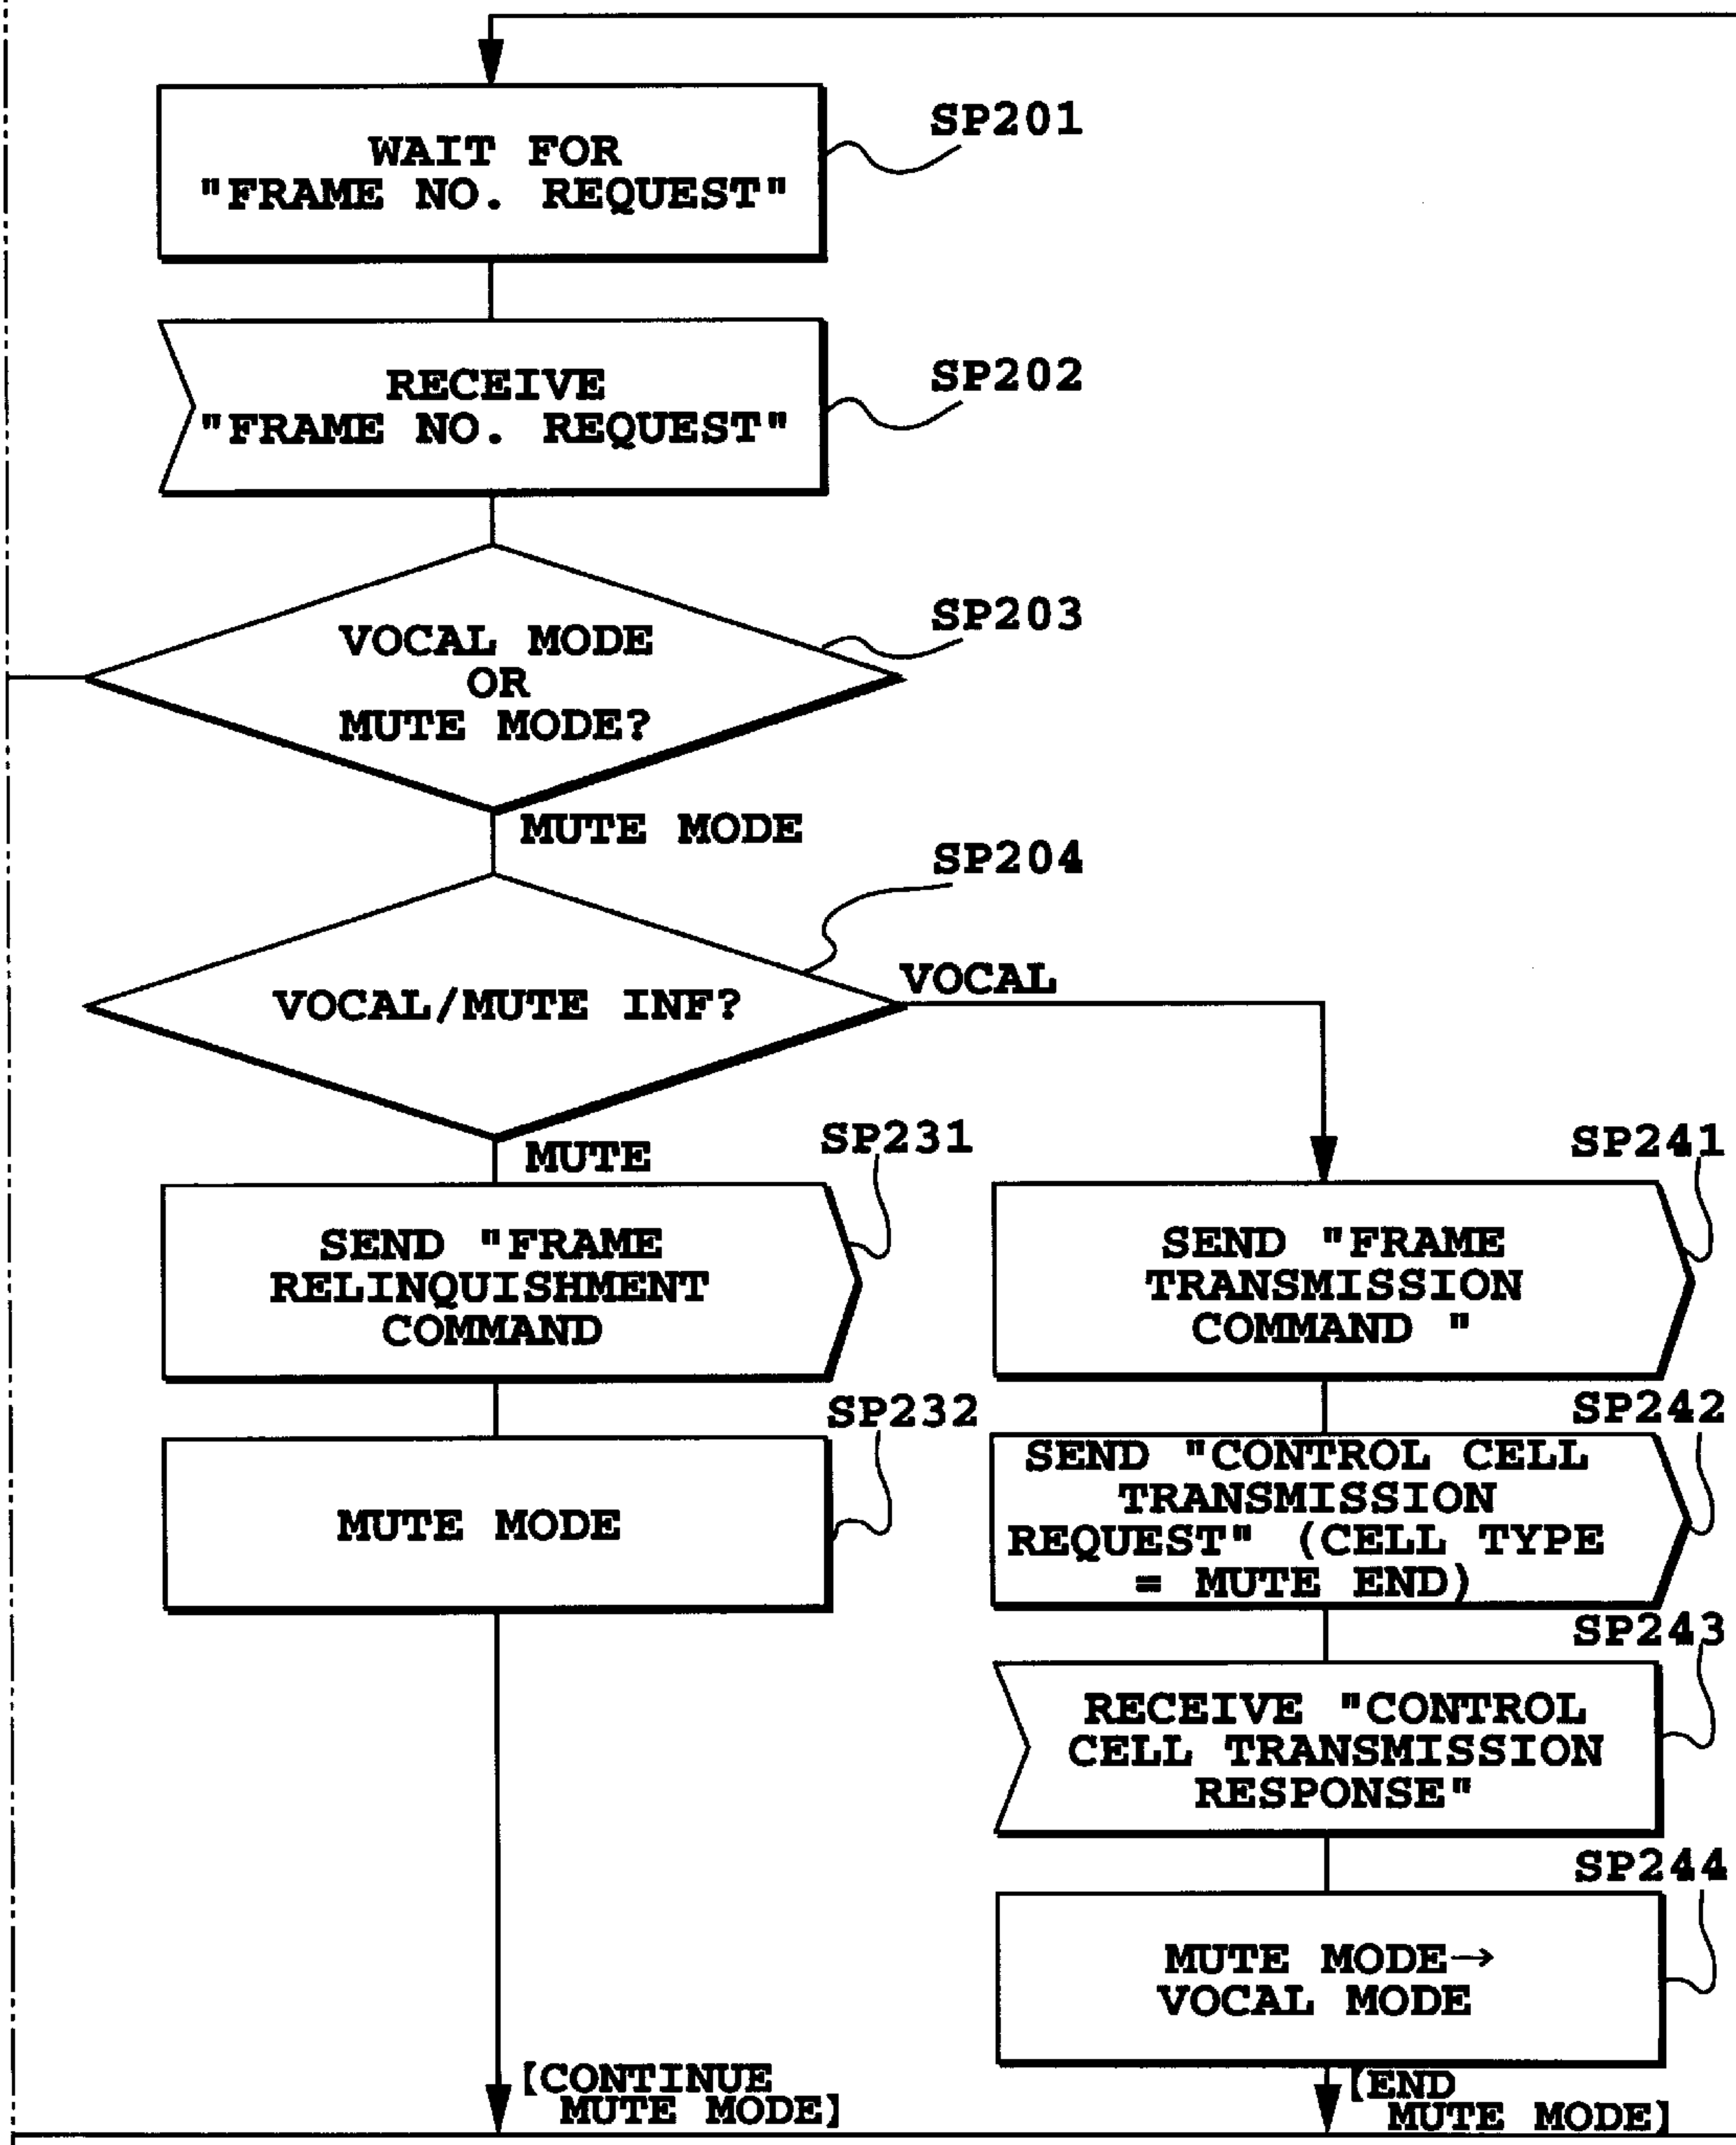 WAIT FOR
"FRAME NO. REQUEST"
SP201
RECEIVE
"FRAME NO. REQUEST"
SP202
VOCAL MODE
OR
MUTE MODE?
SP203
MUTE MODE
SP204
VOCAL/MUTE INF?
VOCAL
MUTE
SP231
SEND "FRAME
RELINQUISHMENT
COMMAND
SP232
MUTE MODE
[CONTINUE
MUTE MODE]
SP241
SEND "FRAME
TRANSMISSION
COMMAND "
SP242
SEND "CONTROL CELL
TRANSMISSION
REQUEST" (CELL TYPE
= MUTE END)
SP243
RECEIVE "CONTROL
CELL TRANSMISSION
RESPONSE"
SP244
MUTE MODE→
VOCAL MODE
[END
MUTE MODE]